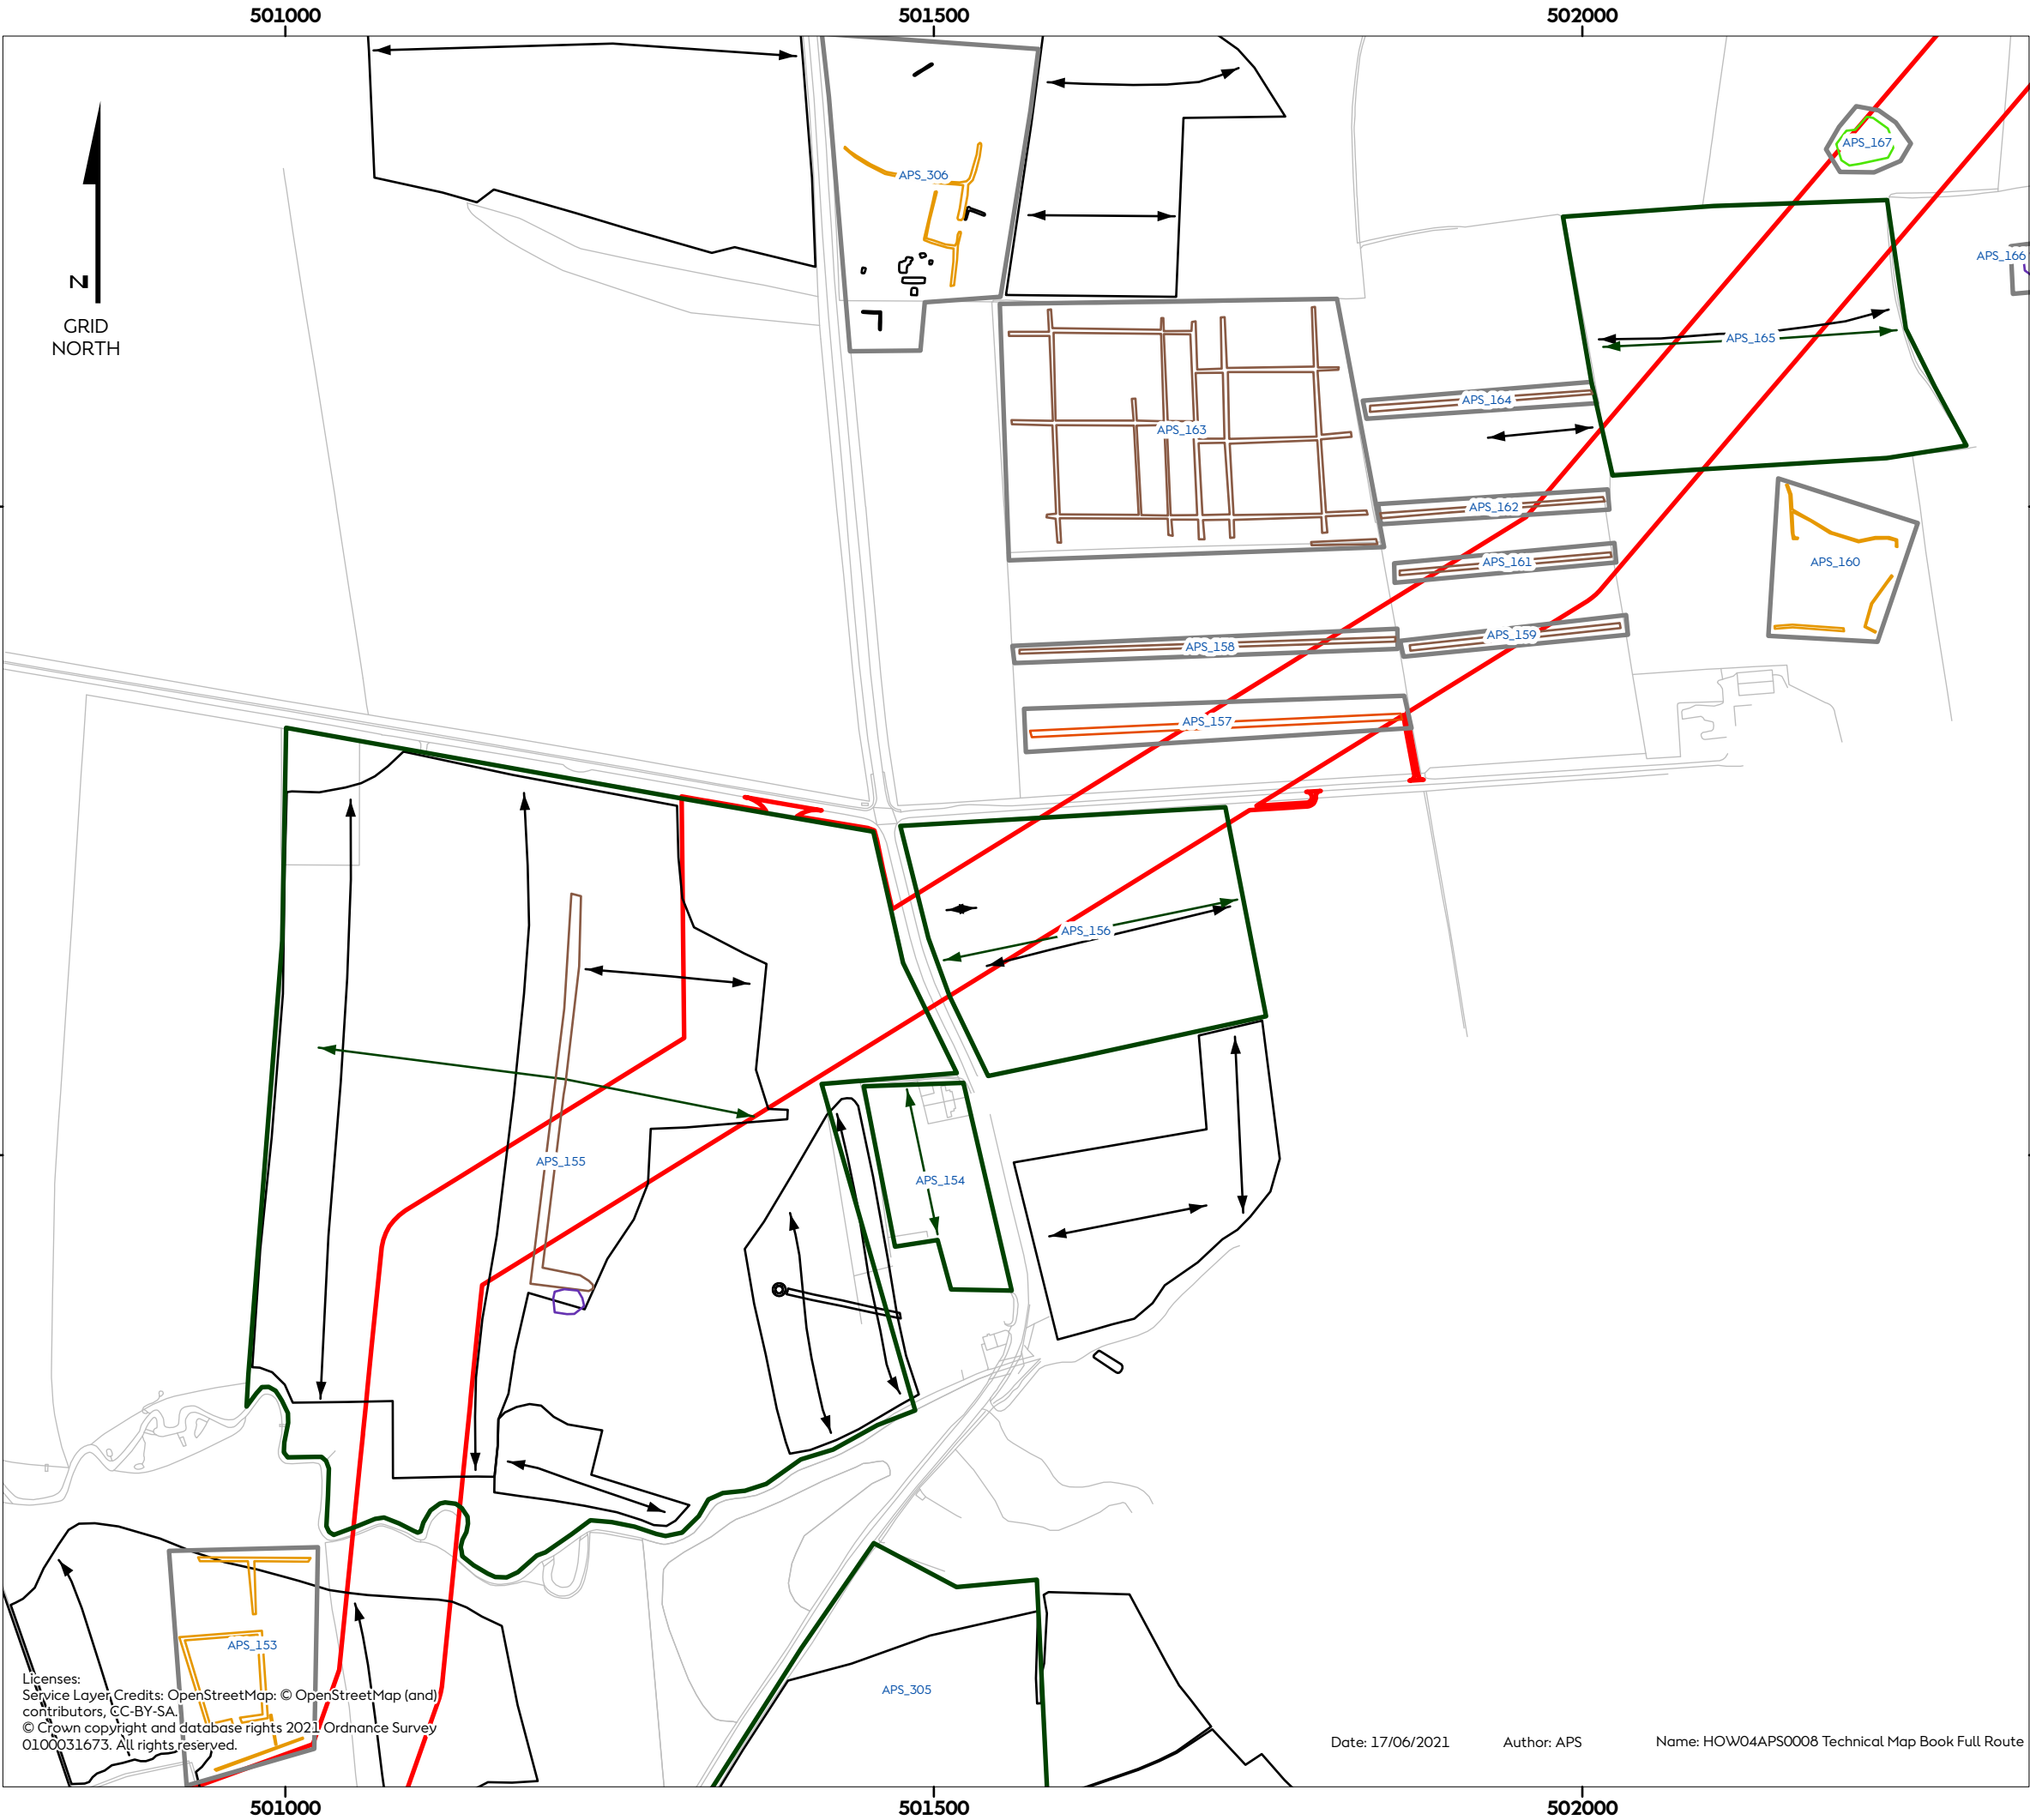 501000
501500
502000
APS_167
APS_306
N
APS_166
GRID
NORTH
APS_165
APS_164
APS_163
APS_162
APS_161
APS_160
APS_159
APS_158
APS_157
APS_156
APS_155
APS_154
APS_153
Licenses:
Service Layer Credits: OpenStreetMap: © OpenStreetMap (and)
contributors, CC-BY-SA.
© Crown copyright and database rights 2021 Ordnance Survey
0100031673. All rights reserved.
APS_305
Date: 17/06/2021
Author: APS
Name: HOW04APS0008 Technical Map Book Full Route
501000
501500
502000